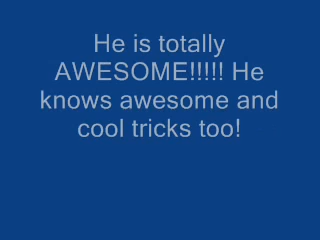 He is totally
AWESOME!!!!! He
knows awesome and
cool tricks too!